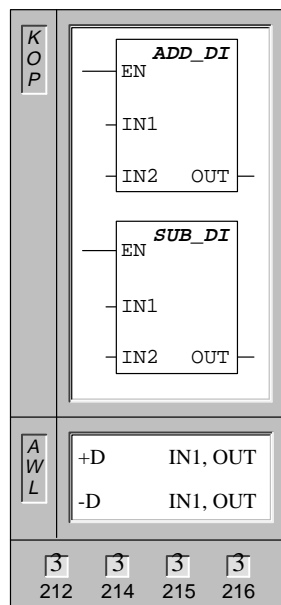 K
O
P
ADD_DI
EN
IN1
IN2 OUT
SUB_DI
EN
IN1
IN2 OUT
A
W
L
+D IN1, OUT
-D IN1, OUT
3 3 3 3
212 214 215 216